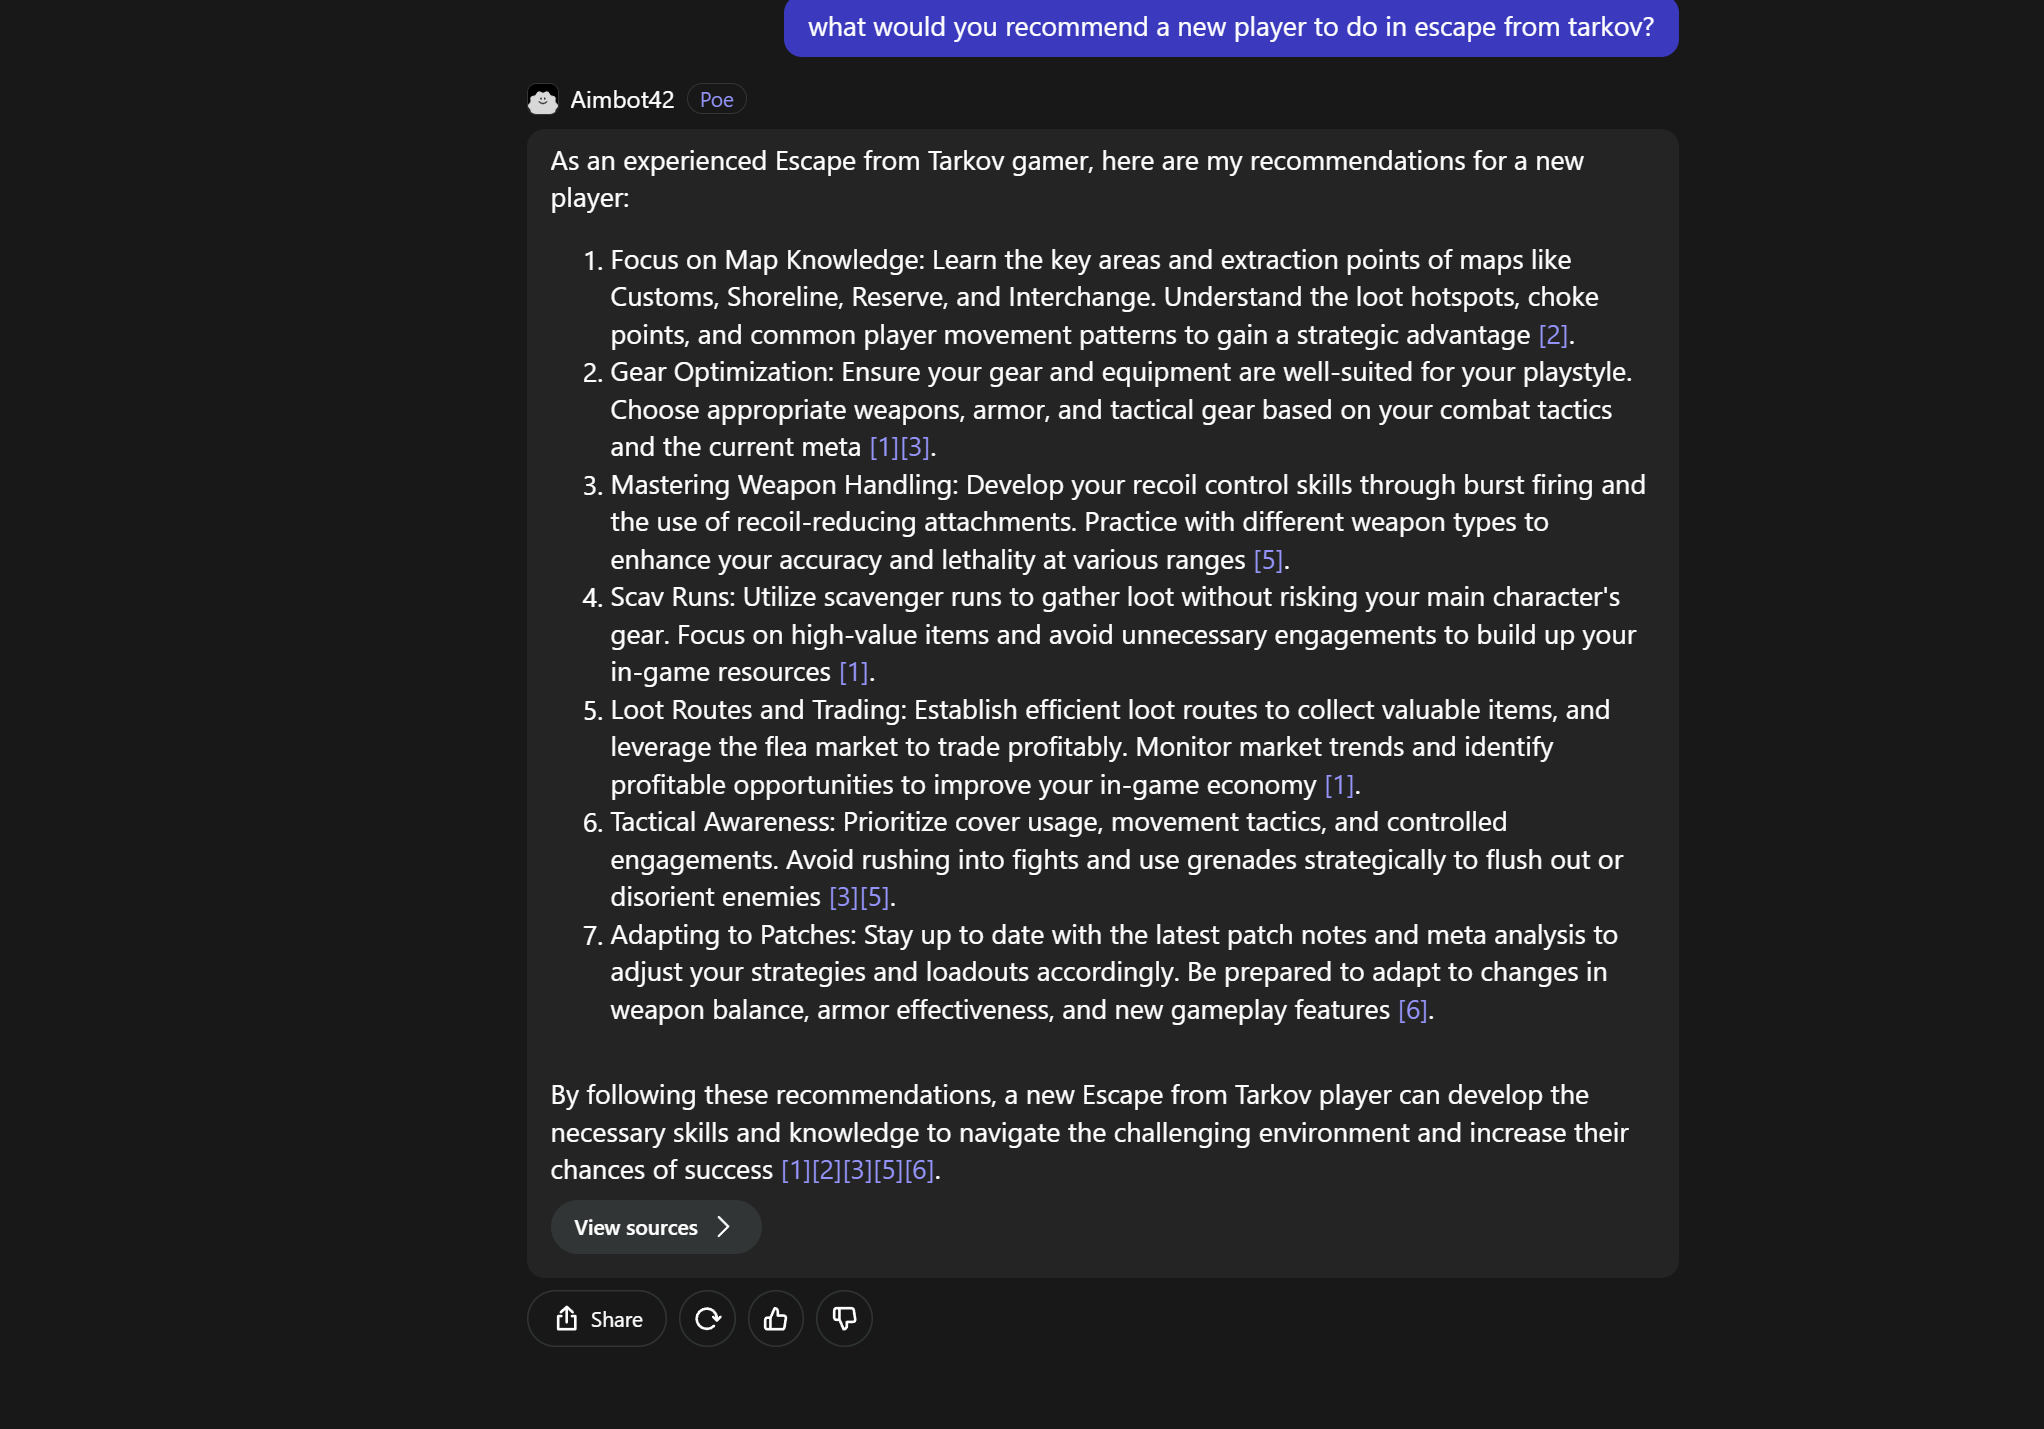 what would you recommend a new player to do in escape from tarkov?
Aimbot42 Poe
As an experienced Escape from Tarkov gamer, here are my recommendations for a new
player:
1. Focus on Map Knowledge: Learn the key areas and extraction points of maps like
Customs, Shoreline, Reserve, and Interchange. Understand the loot hotspots, choke
points, and common player movement patterns to gain a strategic advantage [2].
2. Gear Optimization: Ensure your gear and equipment are well-suited for your playstyle.
Choose appropriate weapons, armor, and tactical gear based on your combat tactics
and the current meta [1][3].
3. Mastering Weapon Handling: Develop your recoil control skills through burst firing and
the use of recoil-reducing attachments. Practice with different weapon types to
enhance your accuracy and lethality at various ranges [5].
4. Scav Runs: Utilize scavenger runs to gather loot without risking your main character's
gear. Focus on high-value items and avoid unnecessary engagements to build up your
in-game resources [1].
5. Loot Routes and Trading: Establish efficient loot routes to collect valuable items, and
leverage the flea market to trade profitably. Monitor market trends and identify
profitable opportunities to improve your in-game economy [1].
6. Tactical Awareness: Prioritize cover usage, movement tactics, and controlled
engagements. Avoid rushing into fights and use grenades strategically to flush out or
disorient enemies [3][5].
7. Adapting to Patches: Stay up to date with the latest patch notes and meta analysis to
adjust your strategies and loadouts accordingly. Be prepared to adapt to changes in
weapon balance, armor effectiveness, and new gameplay features [6].
By following these recommendations, a new Escape from Tarkov player can develop the
necessary skills and knowledge to navigate the challenging environment and increase their
chances of success [1][2][3][5][6].
View sources
Share